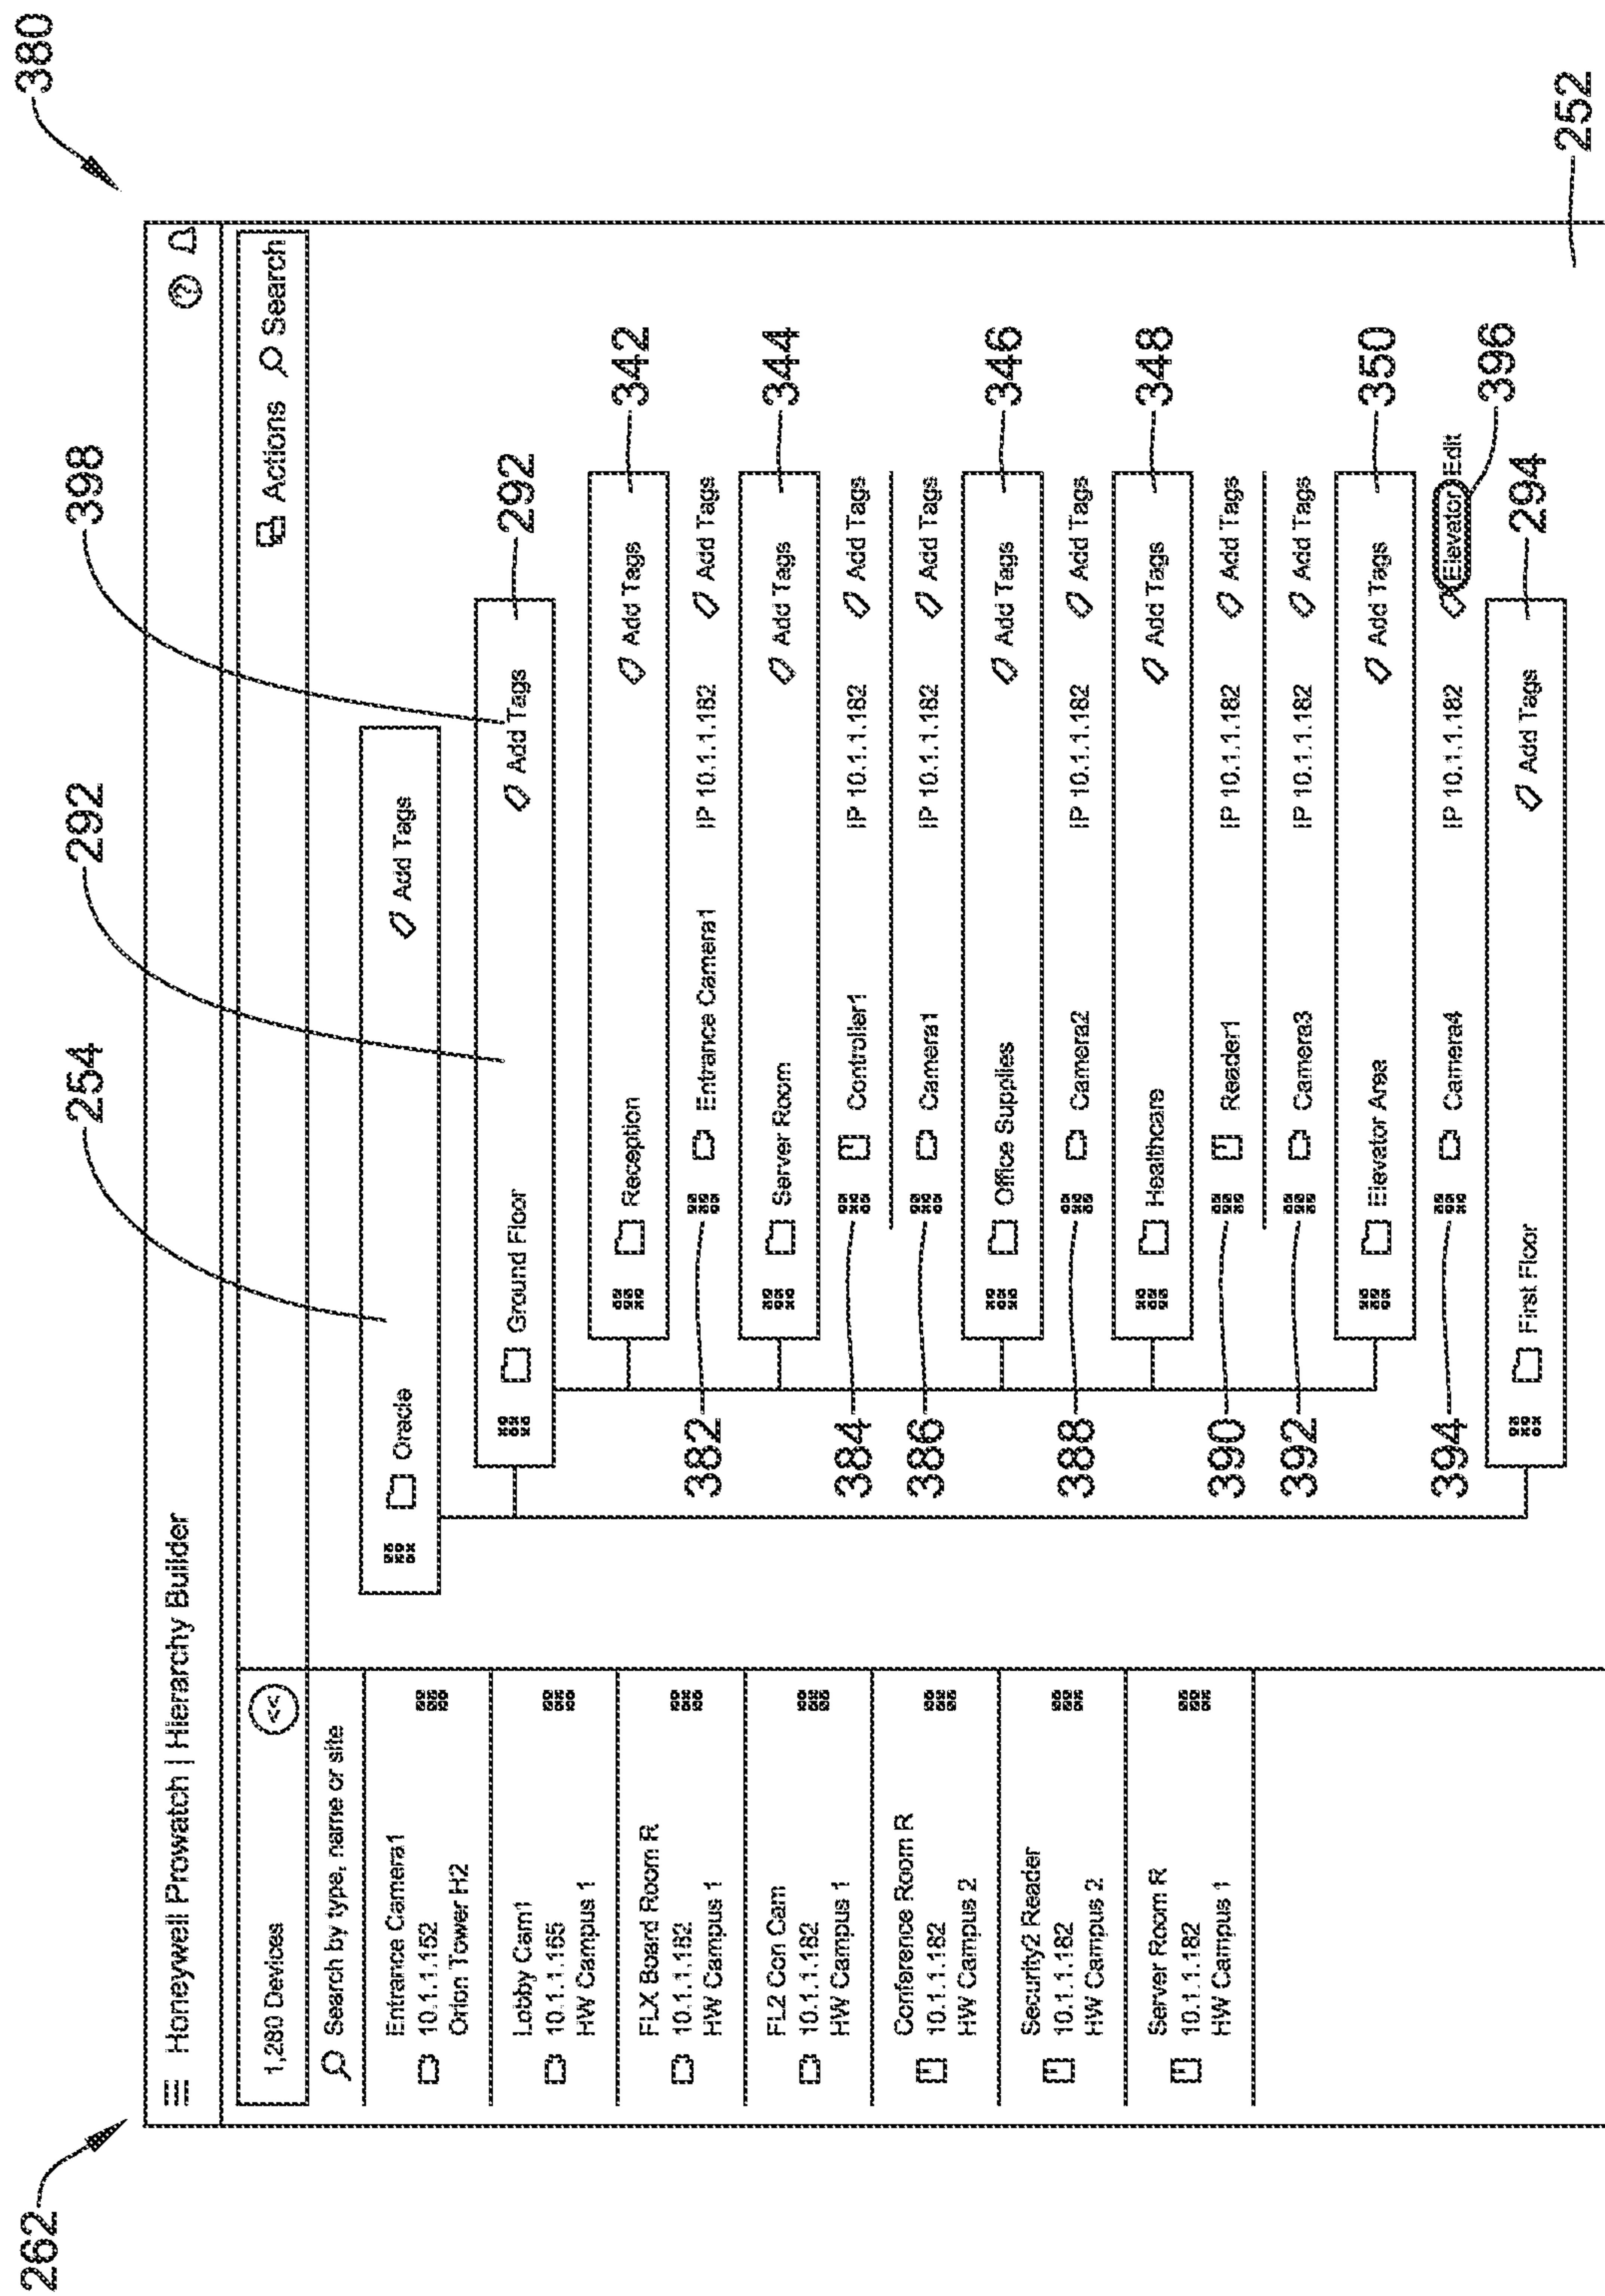 380
262
398
292
254
Honeywell Prowatch | Hierarchy Builder
?
1,280 Devices
<<
Actions
Search
Search by type, name or site
Entrance Camera1
10.1.1.152
Orion Tower H2
Lobby Cam1
10.1.1.165
HW Campus 1
FLX Board Room R
10.1.1.182
HW Campus 1
FL2 Con Cam
10.1.1.182
HW Campus 1
Conference Room R
10.1.1.182
HW Campus 2
Security2 Reader
10.1.1.182
HW Campus 2
Server Room R
10.1.1.182
HW Campus 1
Oracle Add Tags
Ground Floor Add Tags 292
Reception Add Tags 342
382 Entrance Camera1 IP 10.1.1.182 Add Tags
Server Room Add Tags 344
384 Controller1 IP 10.1.1.182 Add Tags
386 Camera1 IP 10.1.1.182 Add Tags
Office Supplies Add Tags 346
388 Camera2 IP 10.1.1.182 Add Tags
Healthcare Add Tags 348
390 Reader1 IP 10.1.1.182 Add Tags
392 Camera3 IP 10.1.1.182 Add Tags
Elevator Area Add Tags 350
394 Camera4 IP 10.1.1.182 Elevator Edit
396
First Floor Add Tags 294
252